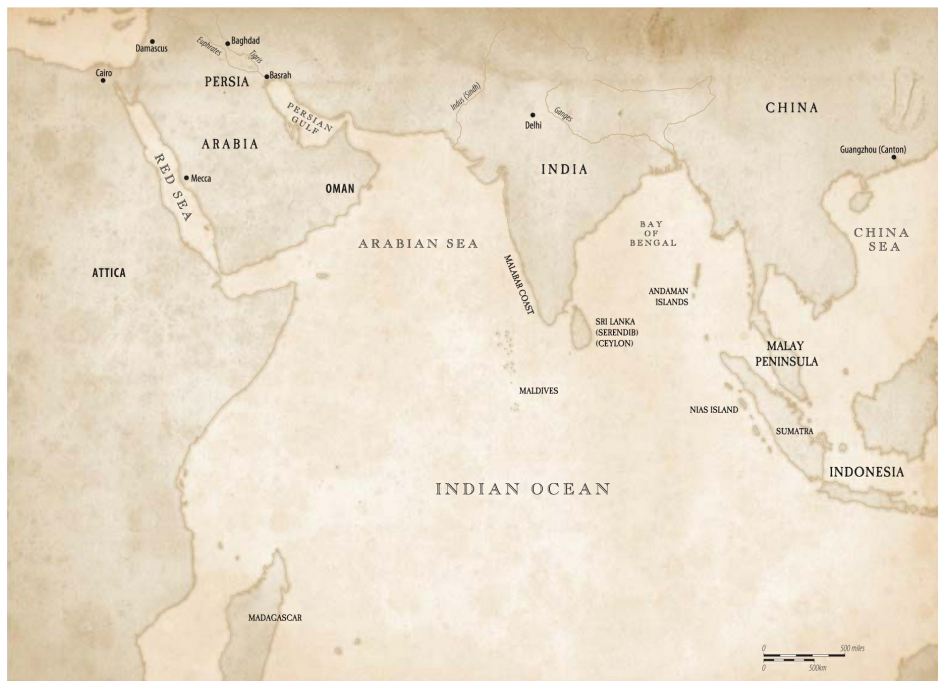 Damascus
Baghdad
Euphrates
Tigris
Cairo
PERSIA
Basrah
PERSIAN
GULF
ARABIA
RED SEA
Mecca
OMAN
Indus (Sindh)
Delhi
Ganges
INDIA
CHINA
Guangzhou (Canton)
CHINA
SEA
ARABIAN SEA
BAY
OF
BENGAL
ATTICA
MALABAR COAST
ANDAMAN
ISLANDS
SRI LANKA
(SERENDIB)
(CEYLON)
MALAY
PENINSULA
MALDIVES
NIAS ISLAND
SUMATRA
INDONESIA
INDIAN OCEAN
MADAGASCAR
0 500 miles
0 500km